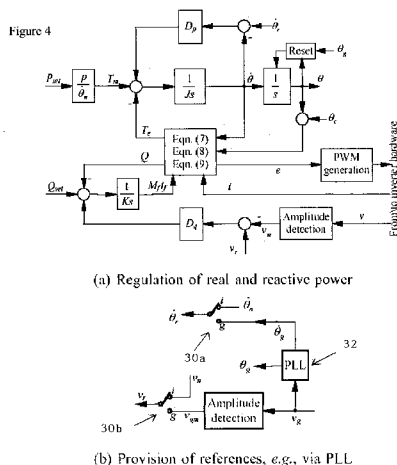 Figure 4
D_p
θ̇_r
Reset
θ_g
P_set
p
θ̇_n
T_m
1
Js
θ̇
1
s
θ
T_e
θ_r
Q
Eqn. (7)
Eqn. (8)
Eqn. (9)
e
PWM
generation
Q_set
1
Ks
M_f i_f
i
D_q
v_m
Amplitude
detection
v
v_r
From/to inverter hardware
(a) Regulation of real and reactive power
θ̇_r
i
θ̇_n
g
30a
θ̇_g
32
θ_g
PLL
v_r
i
v_n
g
30b
v_gm
Amplitude
detection
v_g
(b) Provision of references, e.g., via PLL